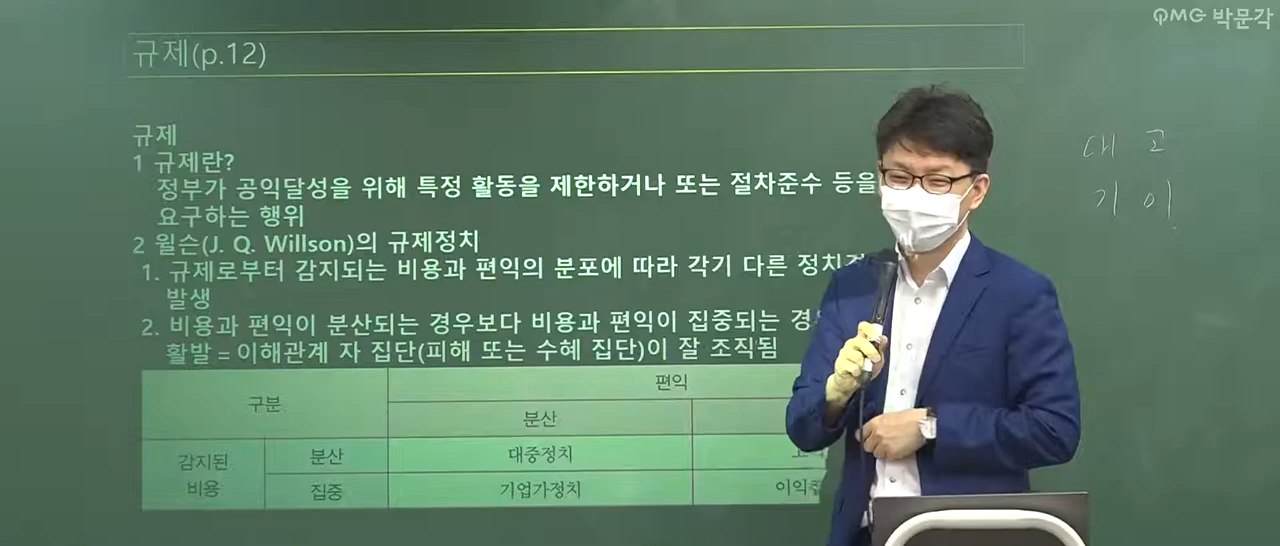 PMG 박문각
규제(p.12)
대 고
기 이
규제
1 규제란?
정부가 공익달성을 위해 특정 활동을 제한하거나 또는 절차준수 등을
요구하는 행위
2 윌슨(J. Q. Willson)의 규제정치
1. 규제로부터 감지되는 비용과 편익의 분포에 따라 각기 다른
발생
2. 비용과 편익이 분산되는 경우보다 비용과 편익이 집중되는
활발 = 이해관계 자 집단(피해 또는 수혜 집단)이 잘 조직됨
구분
편익
분산
감지된
비용
분산
대중정치
집중
기업가정치